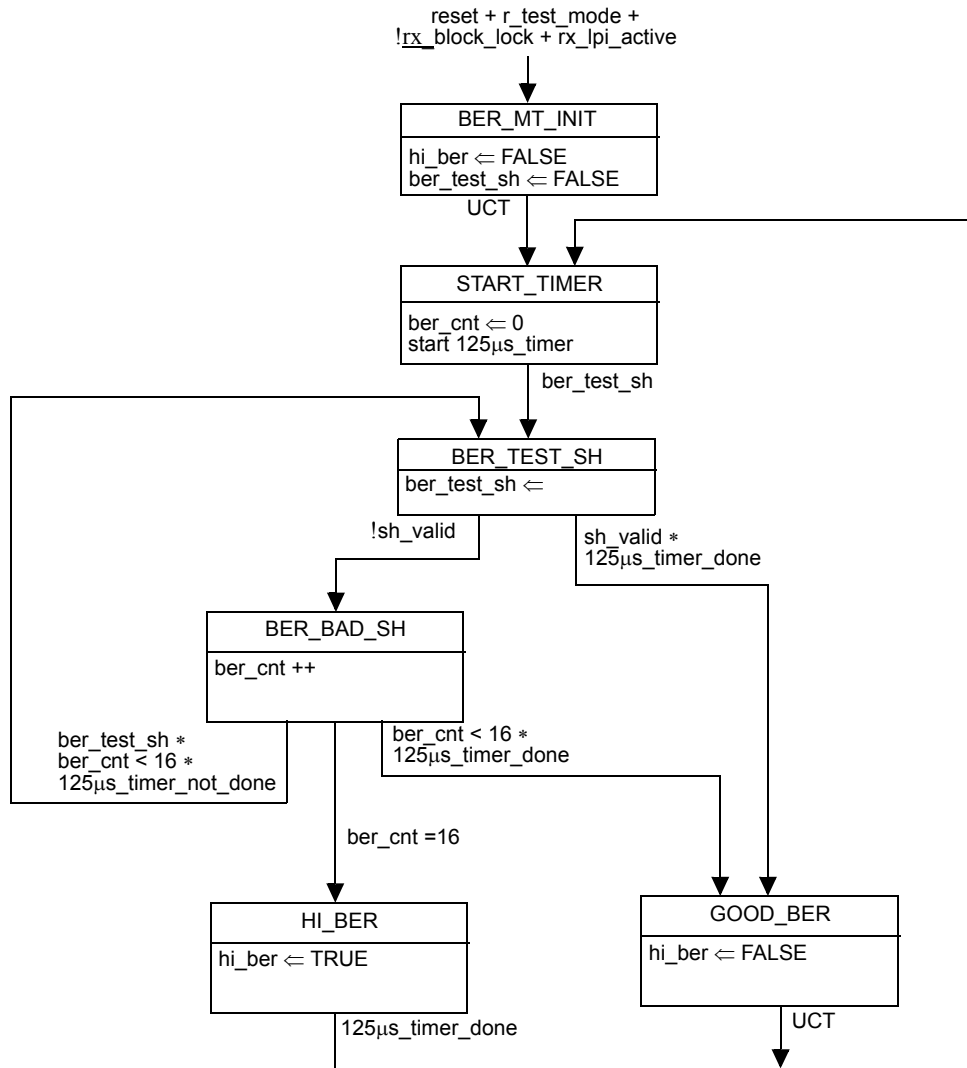 reset + r_test_mode +
!rx_block_lock + rx_lpi_active
BER_MT_INIT
hi_ber ⇐ FALSE
ber_test_sh ⇐ FALSE
UCT
START_TIMER
ber_cnt ⇐ 0
start 125μs_timer
ber_test_sh
BER_TEST_SH
ber_test_sh ⇐
!sh_valid
sh_valid *
125μs_timer_done
BER_BAD_SH
ber_cnt ++
ber_test_sh *
ber_cnt < 16 *
125μs_timer_not_done
ber_cnt < 16 *
125μs_timer_done
ber_cnt =16
HI_BER
hi_ber ⇐ TRUE
125μs_timer_done
GOOD_BER
hi_ber ⇐ FALSE
UCT